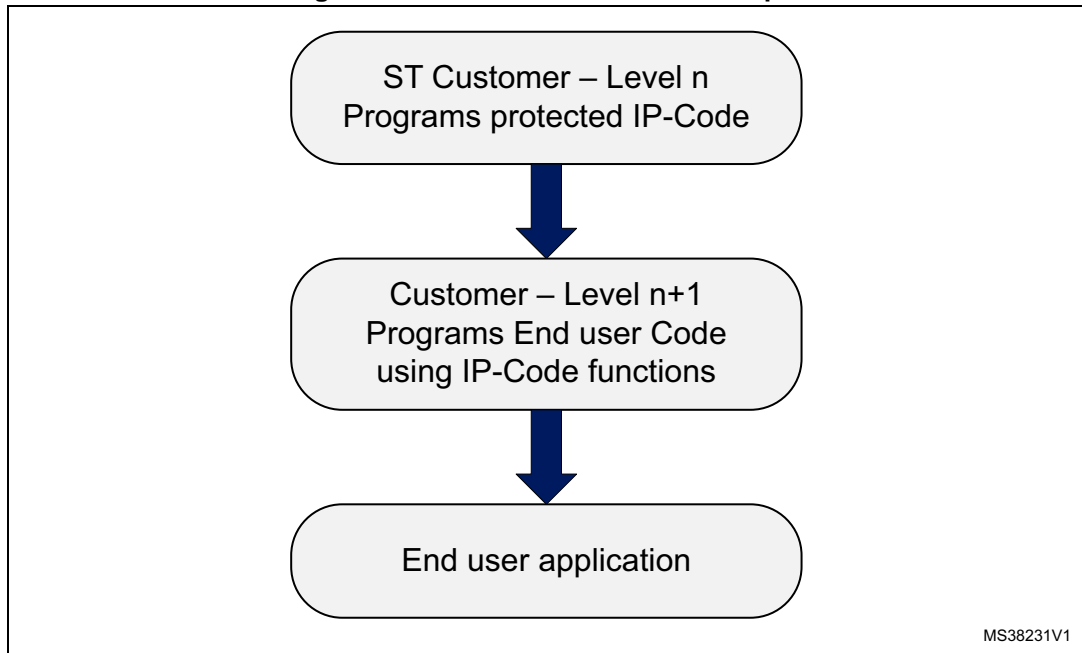 ST Customer – Level n
Programs protected IP-Code
Customer – Level n+1
Programs End user Code
using IP-Code functions
End user application
MS38231V1